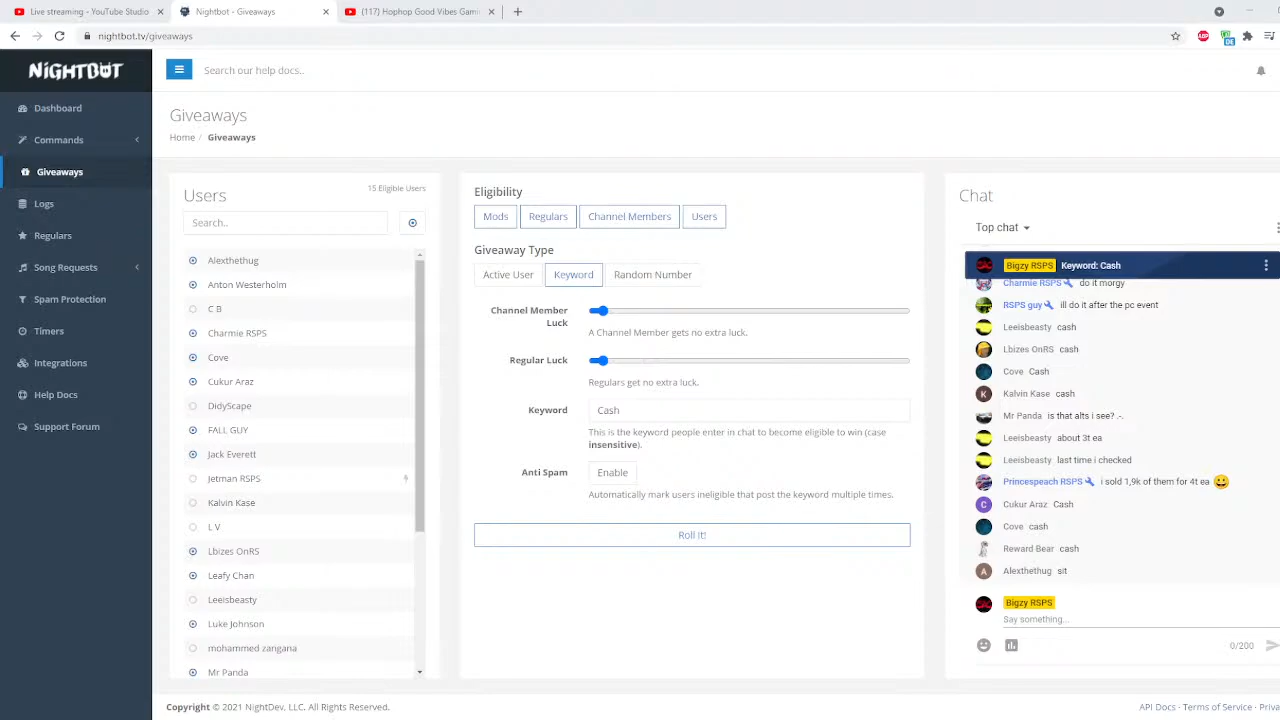 Live streaming - YouTube Studio
Nightbot - Giveaways
(117) Hophop Good Vibes Gami
nightbot.tv/giveaways
ABP
DE
NIGHTBOT
Search our help docs..
Dashboard
Commands
Giveaways
Logs
Regulars
Song Requests
Spam Protection
Timers
Integrations
Help Docs
Support Forum
Giveaways
Home / Giveaways
Users
15 Eligible Users
Search..
Alexthethug
Anton Westerholm
C B
Charmie RSPS
Cove
Cukur Araz
DidyScape
FALL GUY
Jack Everett
Jetman RSPS
Kalvin Kase
L V
Lbizes OnRS
Leafy Chan
Leeisbeasty
Luke Johnson
mohammed zangana
Mr Panda
Eligibility
Mods Regulars Channel Members Users
Giveaway Type
Active User Keyword Random Number
Channel Member Luck
A Channel Member gets no extra luck.
Regular Luck
Regulars get no extra luck.
Keyword
Cash
This is the keyword people enter in chat to become eligible to win (case
insensitive).
Anti Spam
Enable
Automatically mark users ineligible that post the keyword multiple times.
Roll It!
Chat
Top chat
Bigzy RSPS Keyword: Cash
Charmie RSPS do it morgy
RSPS guy ill do it after the pc event
Leeisbeasty cash
Lbizes OnRS cash
Cove Cash
K Kalvin Kase cash
Mr Panda is that alts i see? .-.
Leeisbeasty about 3t ea
Leeisbeasty last time i checked
Princespeach RSPS i sold 1,9k of them for 4t ea 😀
C Cukur Araz Cash
Cove cash
Reward Bear cash
A Alexthethug sit
Bigzy RSPS
Say something...
0/200
Copyright © 2021 NightDev, LLC. All Rights Reserved.
API Docs · Terms of Service · Priva